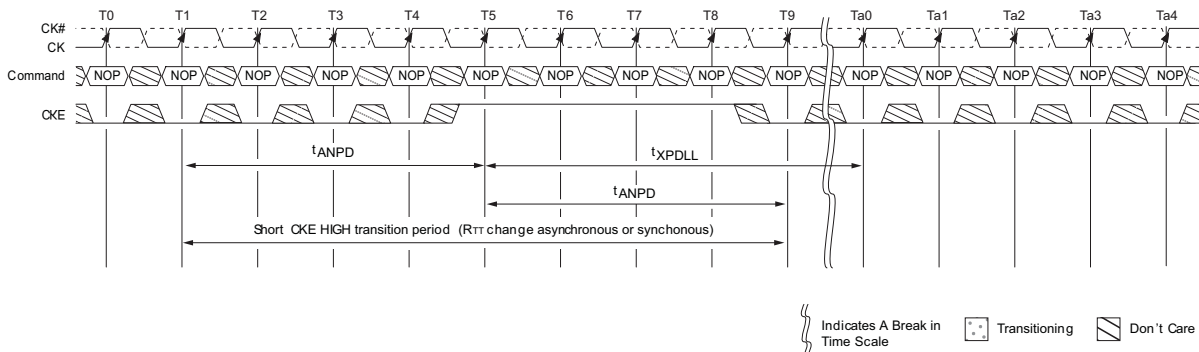 T0 T1 T2 T3 T4 T5 T6 T7 T8 T9 Ta0 Ta1 Ta2 Ta3 Ta4
CK#
CK
Command NOP NOP NOP NOP NOP NOP NOP NOP NOP NOP NOP NOP NOP NOP NOP
CKE
tANPD tXPDLL
tANPD
Short CKE HIGH transition period (RTT change asynchronous or synchonous)
Indicates A Break in
Time Scale
Transitioning
Don't Care